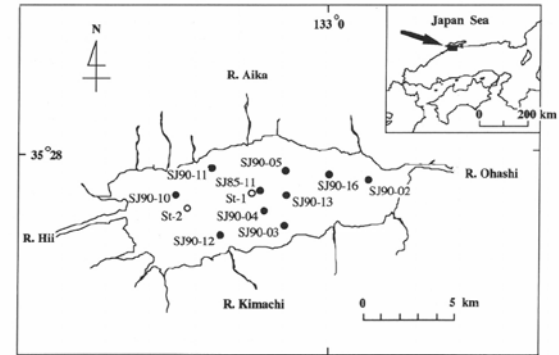 133°0
Japan Sea
N
R. Aika
0 200 km
35°28
SJ90-05
SJ90-11
R. Ohashi
SJ85-11
SJ90-16
SJ90-02
SJ90-10
St-1
SJ90-13
St-2
SJ90-04
R. Hii
SJ90-12
SJ90-03
R. Kimachi
0 5 km